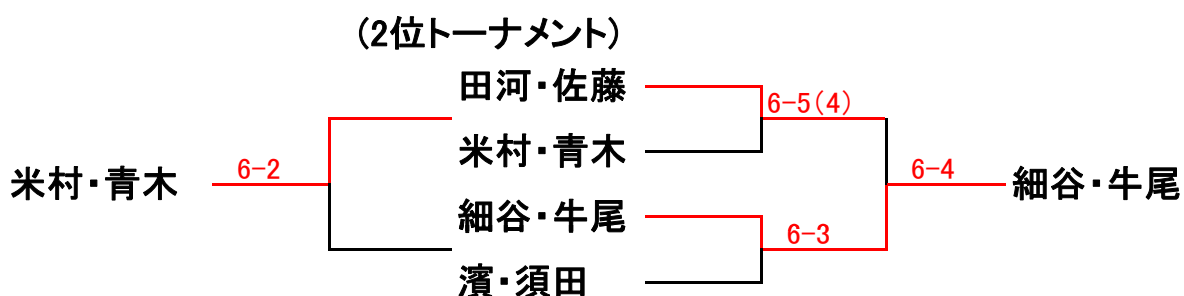 （2位トーナメント）
田河・佐藤
6-5（4）
米村・青木
米村・青木
6-2
6-4
細谷・牛尾
細谷・牛尾
6-3
濱・須田